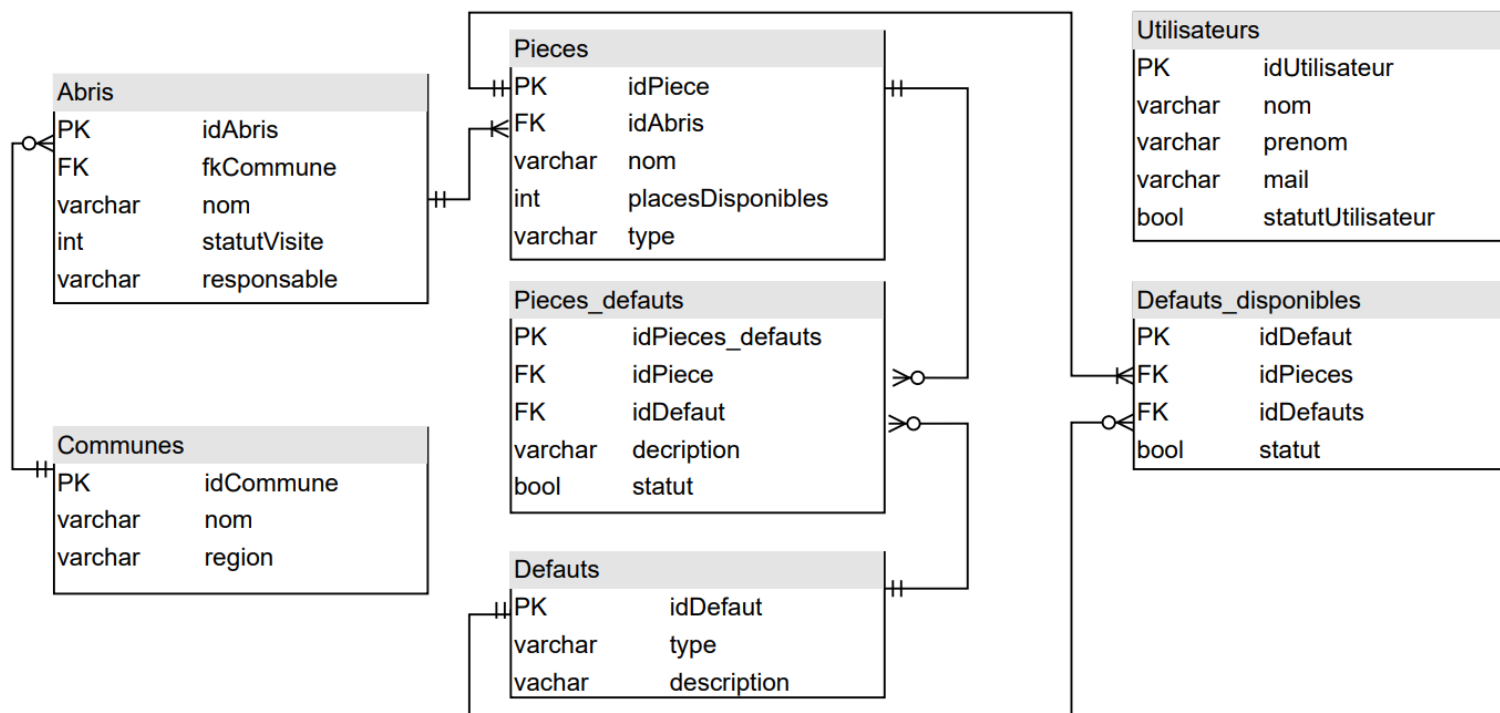 Abris
PK idAbris
FK fkCommune
varchar nom
int statutVisite
varchar responsable
Communes
PK idCommune
varchar nom
varchar region
Pieces
PK idPiece
FK idAbris
varchar nom
int placesDisponibles
varchar type
Pieces_defauts
PK idPieces_defauts
FK idPiece
FK idDefaut
varchar decription
bool statut
Defauts
PK idDefaut
varchar type
vachar description
Utilisateurs
PK idUtilisateur
varchar nom
varchar prenom
varchar mail
bool statutUtilisateur
Defauts_disponibles
PK idDefaut
FK idPieces
FK idDefauts
bool statut